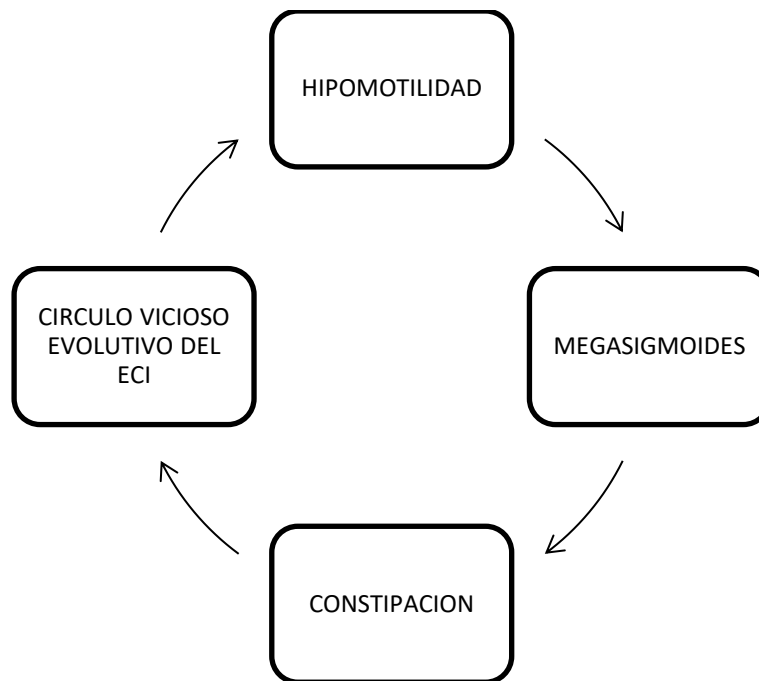 HIPOMOTILIDAD
CIRCULO VICIOSO
EVOLUTIVO DEL
ECI
MEGASIGMOIDES
CONSTIPACION